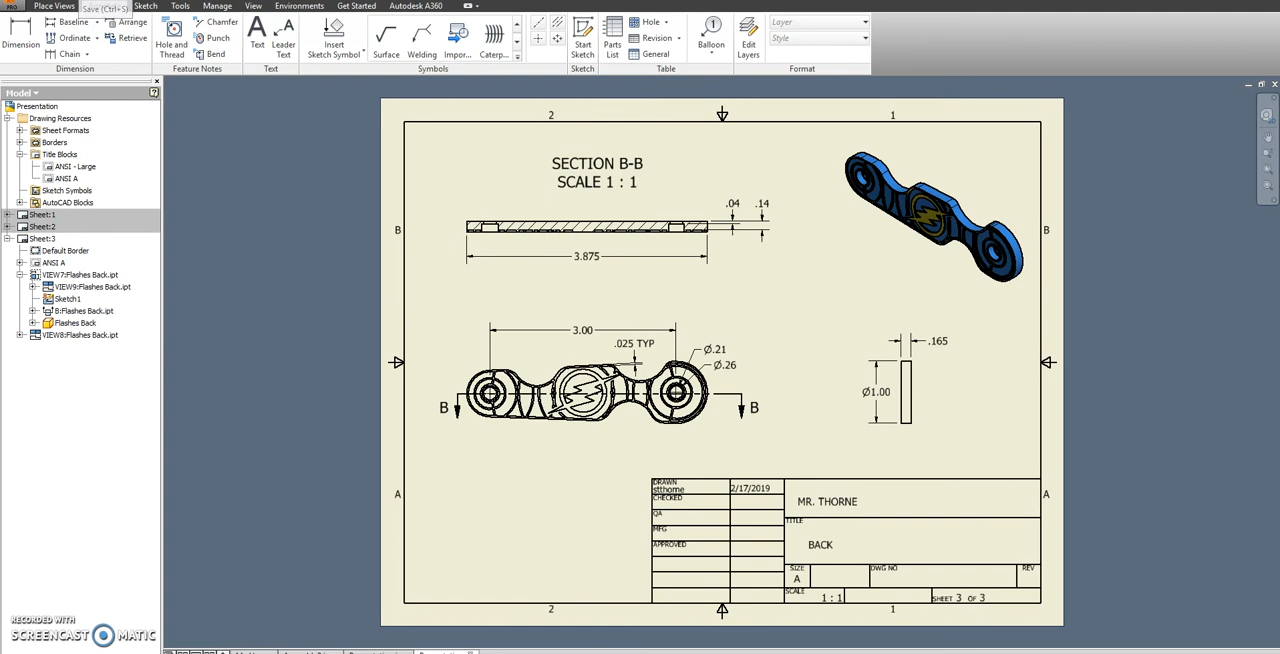 PRO
Place Views
Sketch
Tools
Manage
View
Environments
Get Started
Autodesk A360
Save (Ctrl+S)
Dimension
Baseline
Arrange
Ordinate
Retrieve
Chain
Dimension
Hole and
Thread
Chamfer
Punch
Bend
Feature Notes
Text
Leader
Text
Text
Insert
Sketch Symbol
Surface
Welding
Impor...
Caterp...
Symbols
Start
Sketch
Sketch
Parts
List
Hole
Revision
General
Table
Balloon
Edit
Layers
Layer
Style
Format
Model
Presentation
Drawing Resources
Sheet Formats
Borders
Title Blocks
ANSI - Large
ANSI A
Sketch Symbols
AutoCAD Blocks
Sheet:1
Sheet:2
Sheet:3
Default Border
ANSI A
VIEW7:Flashes Back.ipt
VIEW9:Flashes Back.ipt
Sketch1
B:Flashes Back.ipt
Flashes Back
VIEW8:Flashes Back.ipt
2
1
SECTION B-B
SCALE 1 : 1
.04
.14
B
B
3.875
3.00
.025 TYP
Ø.21
Ø.26
.165
Ø1.00
B
B
A
A
DRAWN
stthorne
2/17/2019
CHECKED
QA
MFG
APPROVED
MR. THORNE
TITLE
BACK
SIZE
A
DWG NO
REV
SCALE
1 : 1
SHEET 3 OF 3
2
1
RECORDED WITH
SCREENCAST MATIC